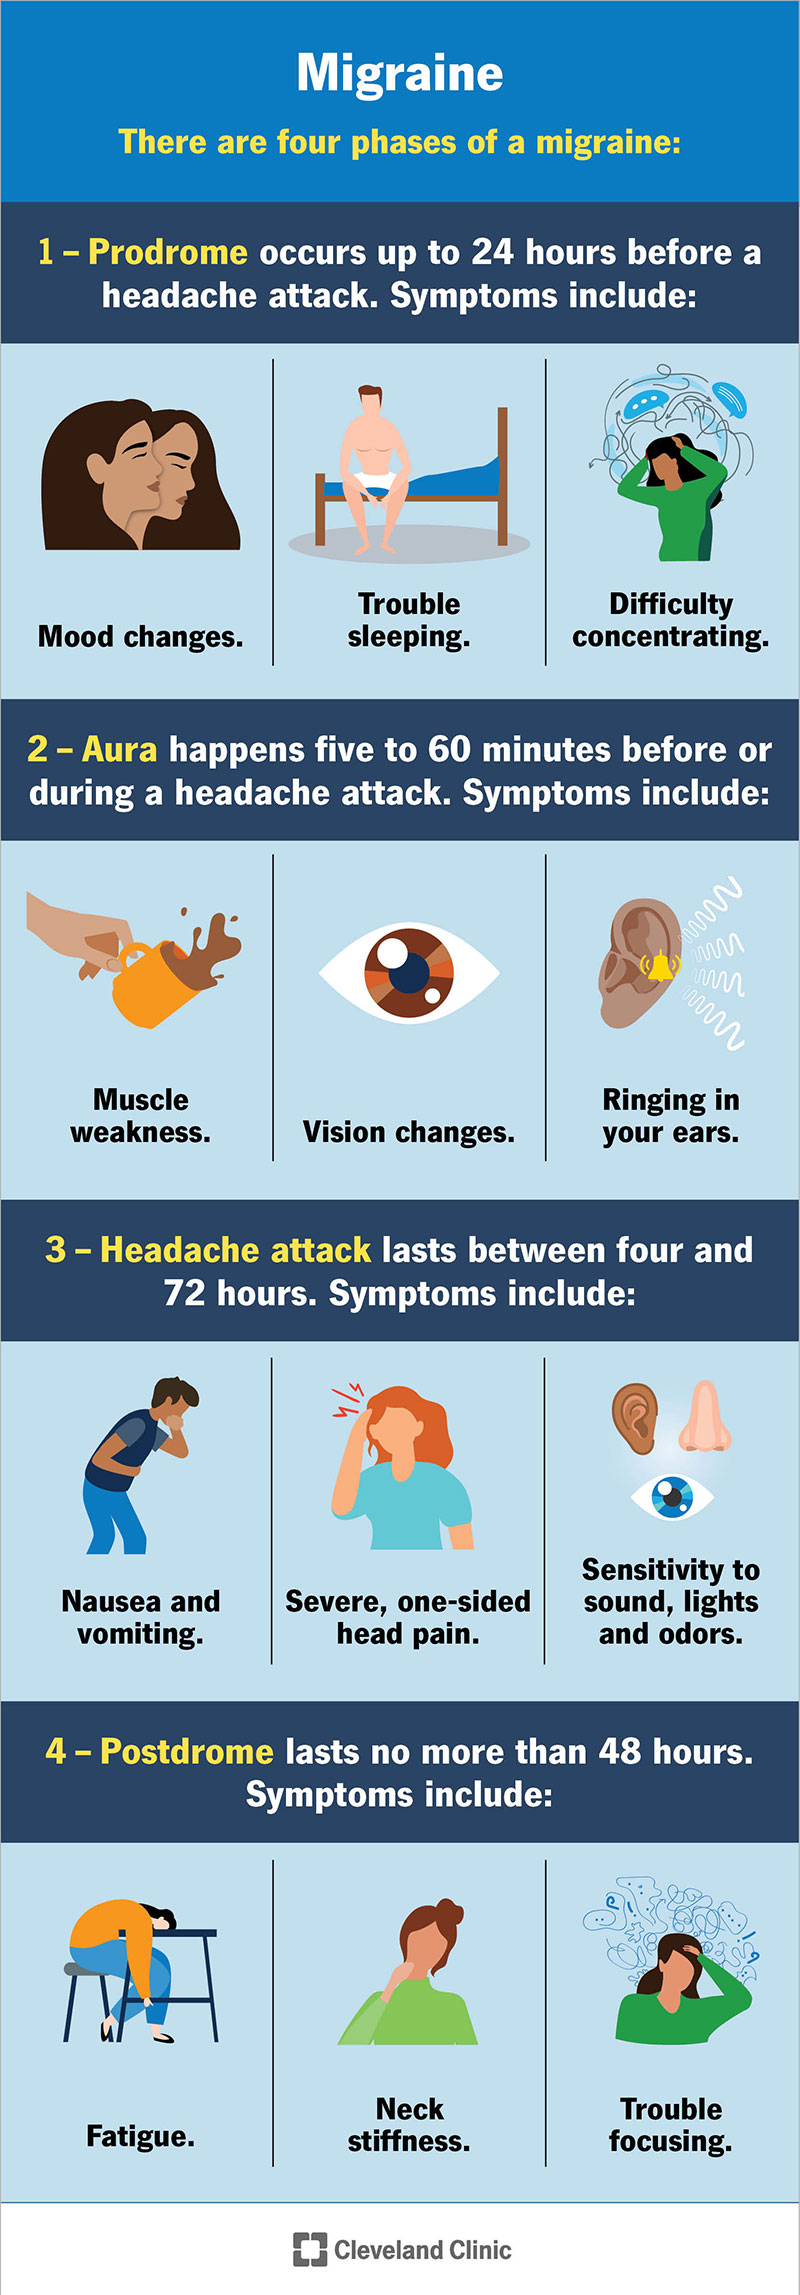 Migraine
There are four phases of a migraine:
1 – Prodrome occurs up to 24 hours before a
headache attack. Symptoms include:
Mood changes.
Trouble
sleeping.
Difficulty
concentrating.
2 – Aura happens five to 60 minutes before or
during a headache attack. Symptoms include:
Muscle
weakness.
Vision changes.
Ringing in
your ears.
3 – Headache attack lasts between four and
72 hours. Symptoms include:
Nausea and
vomiting.
Severe, one-sided
head pain.
Sensitivity to
sound, lights
and odors.
4 – Postdrome lasts no more than 48 hours.
Symptoms include:
Fatigue.
Neck
stiffness.
Trouble
focusing.
Cleveland Clinic